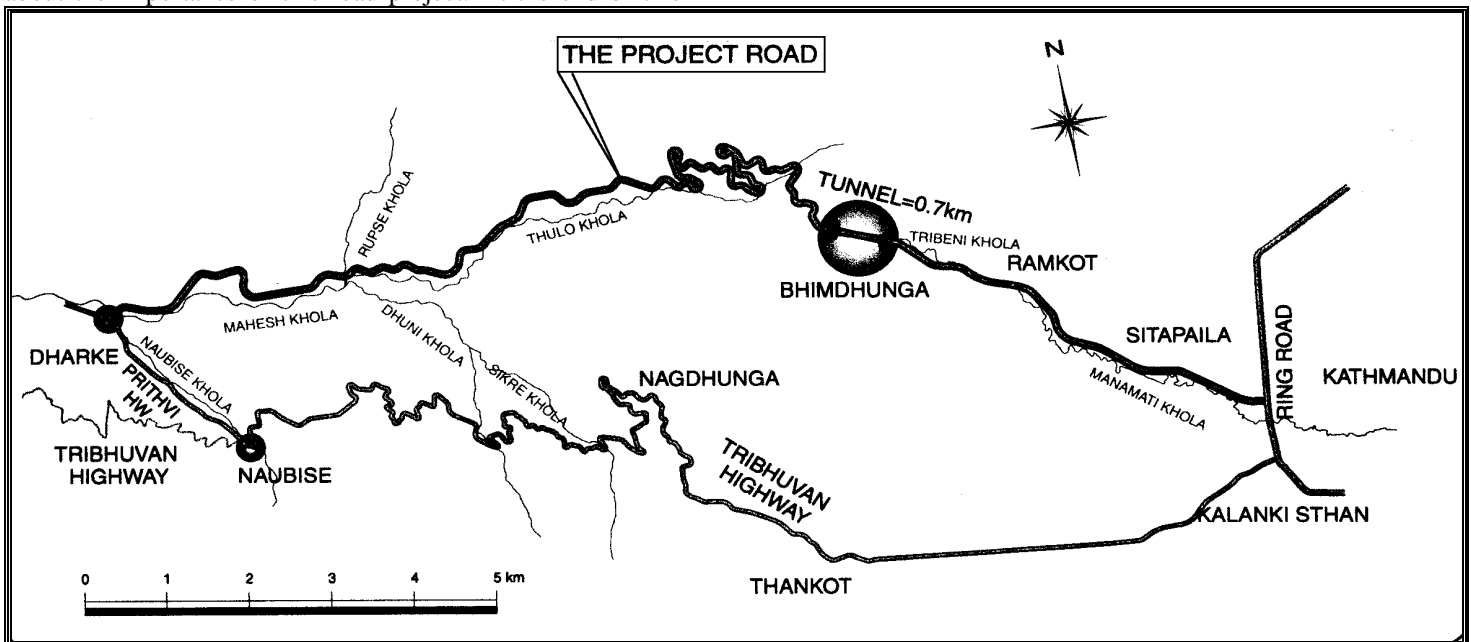 THE PROJECT ROAD
N
RUPSE KHOLA
THULO KHOLA
TUNNEL=0.7km
TRIBENI KHOLA
RAMKOT
BHIMDHUNGA
MAHESH KHOLA
DHUNI KHOLA
SIKRE KHOLA
SITAPAILA
RING ROAD
KATHMANDU
MANAMATI KHOLA
DHARKE
NAUBISE KHOLA
PRITHVI
HW
NAGDHUNGA
TRIBHUVAN
HIGHWAY
NAUBISE
TRIBHUVAN
HIGHWAY
KALANKI STHAN
THANKOT
0 1 2 3 4 5 km